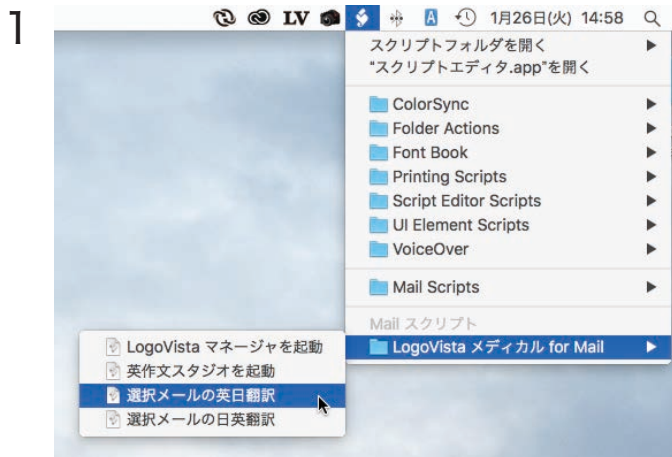 1
LV A 1月26日(火) 14:58
スクリプトフォルダを開く
“スクリプトエディタ.app”を開く
ColorSync
Folder Actions
Font Book
Printing Scripts
Script Editor Scripts
UI Element Scripts
VoiceOver
Mail Scripts
Mail スクリプト
LogoVista メディカル for Mail
LogoVista マネージャを起動
英作文スタジオを起動
選択メールの英日翻訳
選択メールの日英翻訳